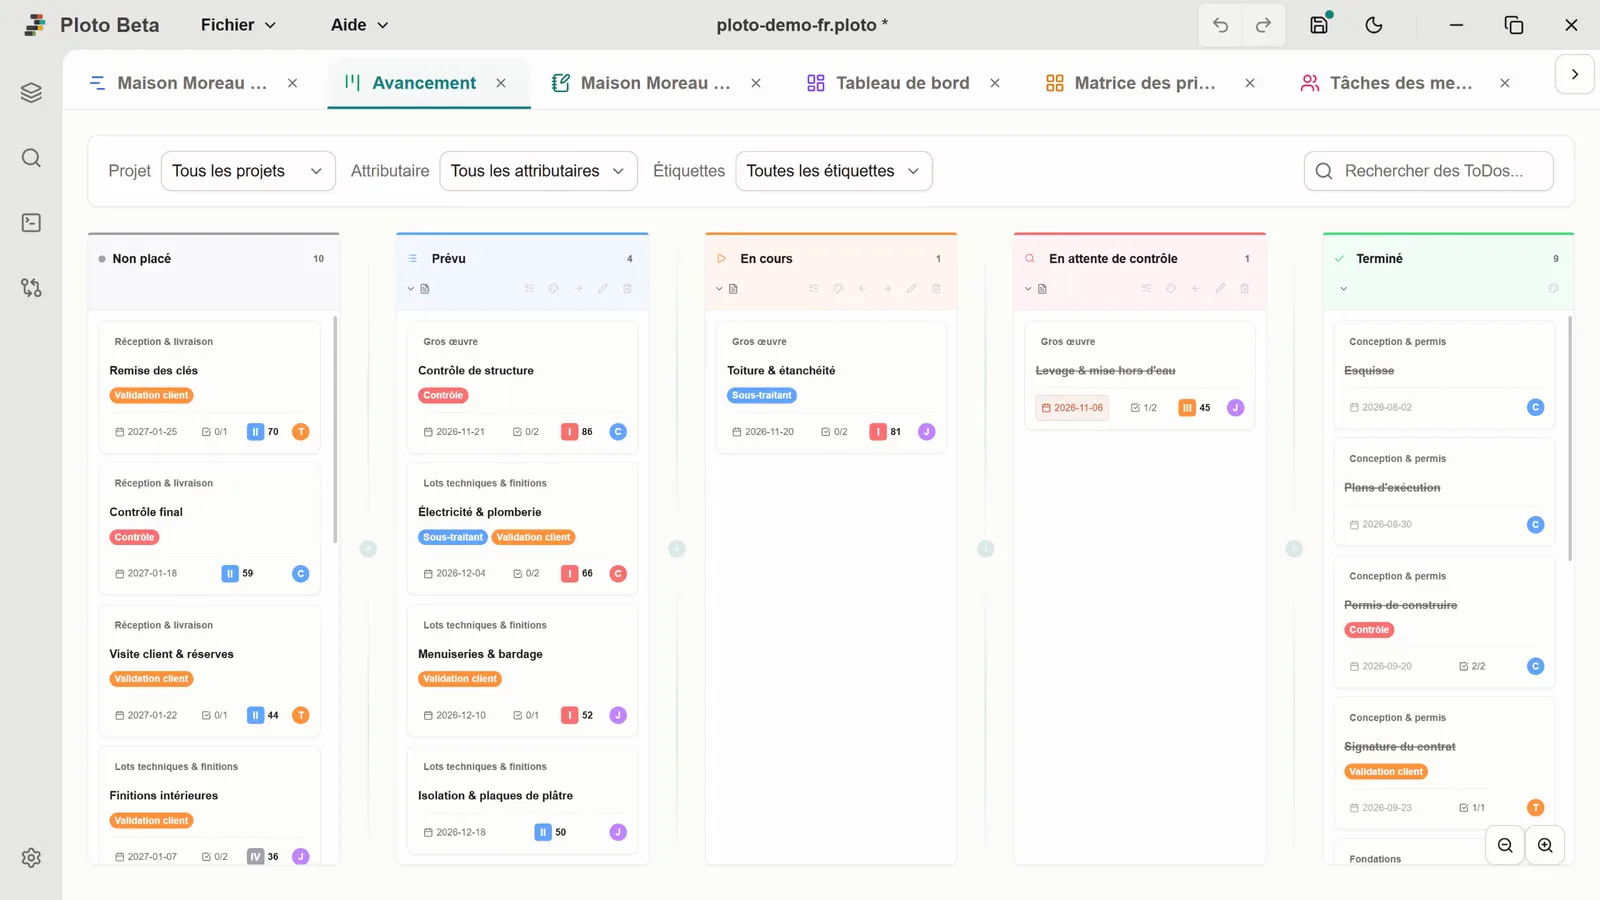 Ploto Beta
Fichier
Aide
ploto-demo-fr.ploto *
Maison Moreau ...
Avancement
Maison Moreau ...
Tableau de bord
Matrice des pri...
Tâches des me...
Projet
Tous les projets
Attributaire
Tous les attributaires
Étiquettes
Toutes les étiquettes
Rechercher des ToDos...
Non placé
10
Réception & livraison
Remise des clés
Validation client
2027-01-25 0/1 II 70 T
Réception & livraison
Contrôle final
Contrôle
2027-01-18 II 59 C
Réception & livraison
Visite client & réserves
Validation client
2027-01-22 0/1 II 44 T
Lots techniques & finitions
Finitions intérieures
Validation client
2027-01-07 0/2 IV 36 J
Prévu
4
Gros œuvre
Contrôle de structure
Contrôle
2026-11-21 0/2 I 86 C
Lots techniques & finitions
Électricité & plomberie
Sous-traitant Validation client
2026-12-04 0/2 I 66 C
Lots techniques & finitions
Menuiseries & bardage
Validation client
2026-12-10 0/1 I 52 J
Lots techniques & finitions
Isolation & plaques de plâtre
2026-12-18 II 50 J
En cours
1
Gros œuvre
Toiture & étanchéité
Sous-traitant
2026-11-20 0/2 I 81 J
En attente de contrôle
1
Gros œuvre
Levage & mise hors d'eau
2026-11-06 1/2 III 45 J
Terminé
9
Conception & permis
Esquisse
2026-08-02 C
Conception & permis
Plans d'exécution
2026-08-30 C
Conception & permis
Permis de construire
Contrôle
2026-09-20 2/2 C
Conception & permis
Signature du contrat
Validation client
2026-09-23 1/1 T
Fondations